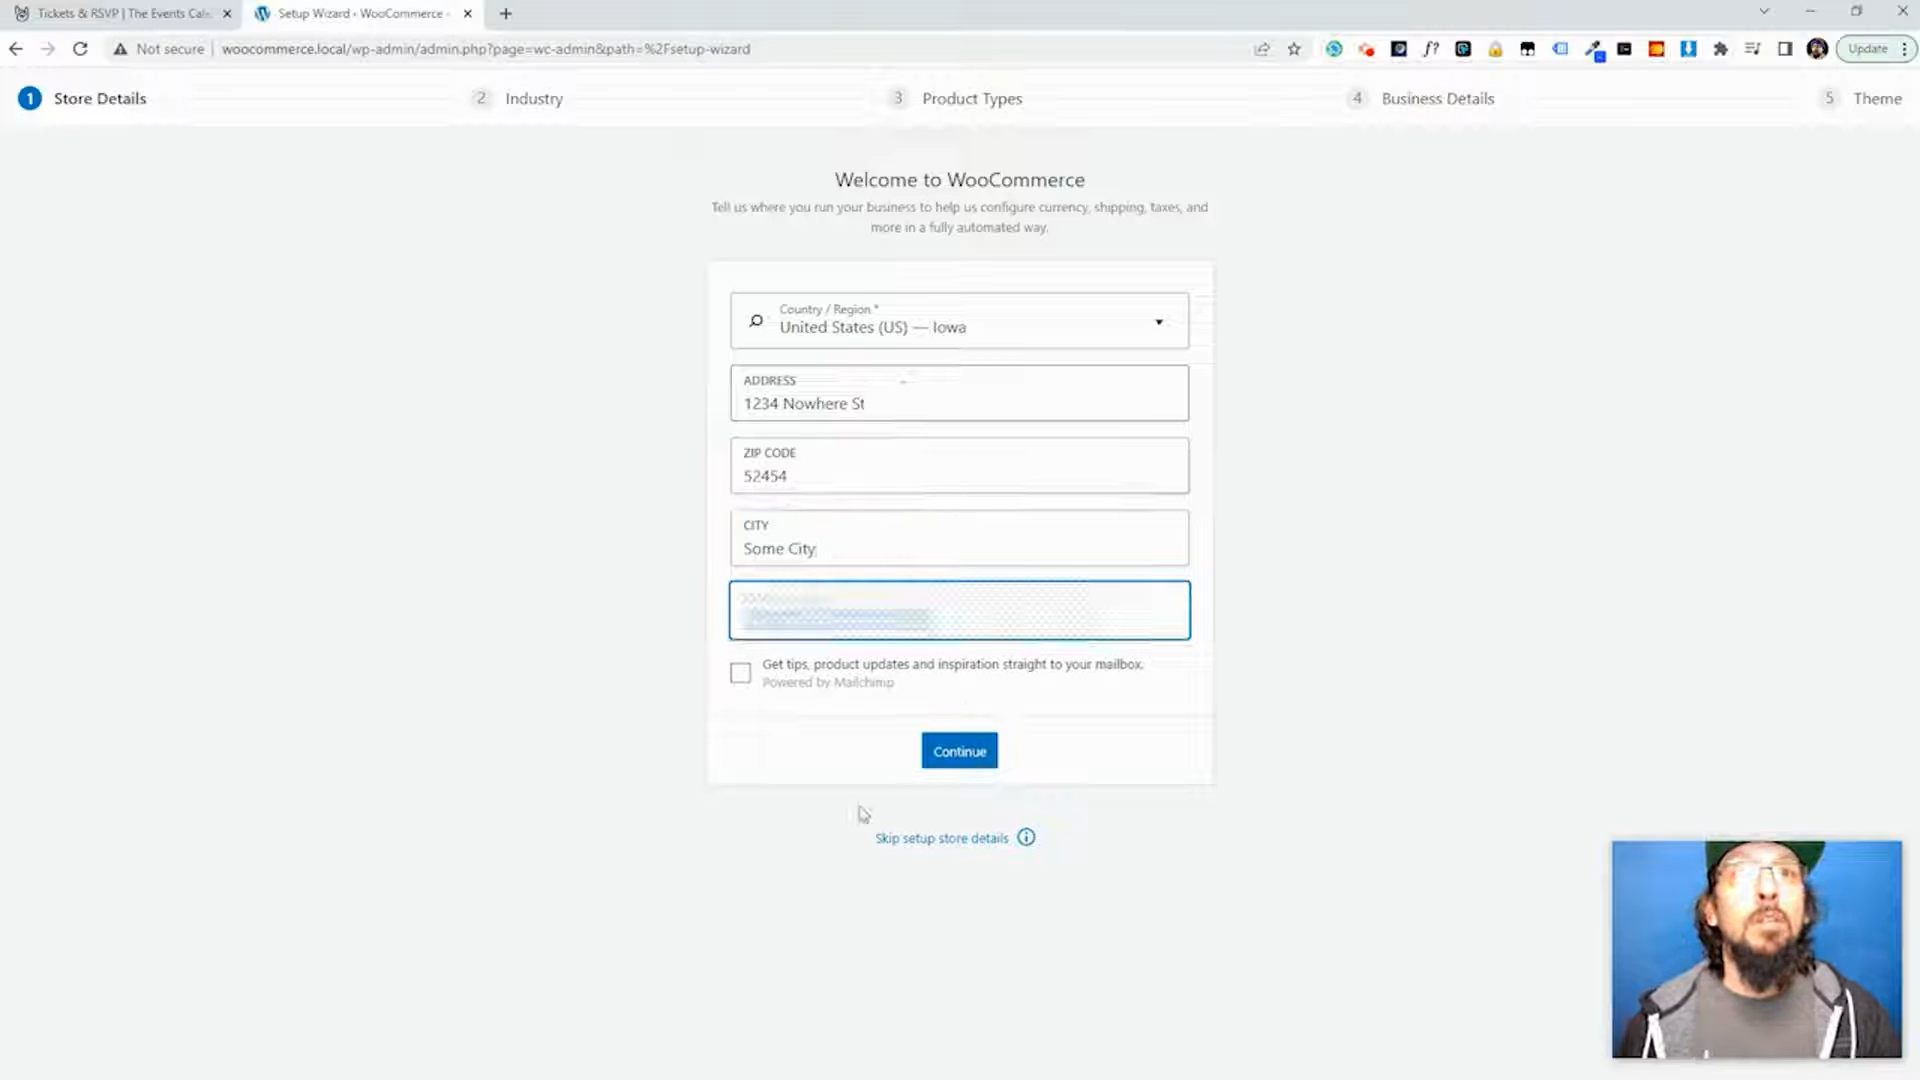 Tickets & RSVP | The Events Cale
Setup Wizard ‹ WooCommerce -
Not secure
woocommerce.local/wp-admin/admin.php?page=wc-admin&path=%2Fsetup-wizard
Update
1 Store Details
2 Industry
3 Product Types
4 Business Details
5 Theme
Welcome to WooCommerce
Tell us where you run your business to help us configure currency, shipping, taxes, and
more in a fully automated way.
Country / Region *
United States (US) — Iowa
ADDRESS
1234 Nowhere St
ZIP CODE
52454
CITY
Some City
Get tips, product updates and inspiration straight to your mailbox.
Powered by Mailchimp
Continue
Skip setup store details